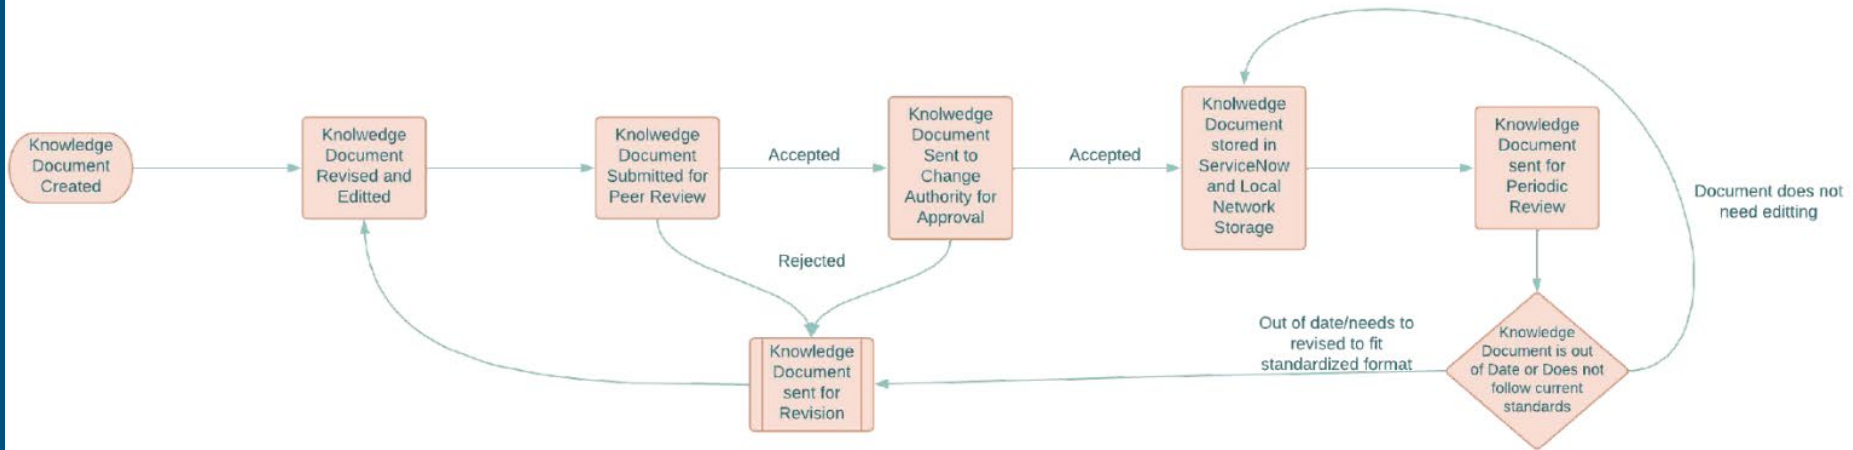 Knowledge
Document
Created
Knolwedge
Document
Revised and
Editted
Knolwedge
Document
Submitted for
Peer Review
Accepted
Knolwedge
Document
Sent to
Change
Authority for
Approval
Accepted
Knolwedge
Document
stored in
ServiceNow
and Local
Network
Storage
Knowledge
Document
sent for
Periodic
Review
Document does not
need editting
Rejected
Knowledge
Document
sent for
Revision
Out of date/needs to
revised to fit
standardized format
Knowledge
Document is out
of Date or Does not
follow current
standards